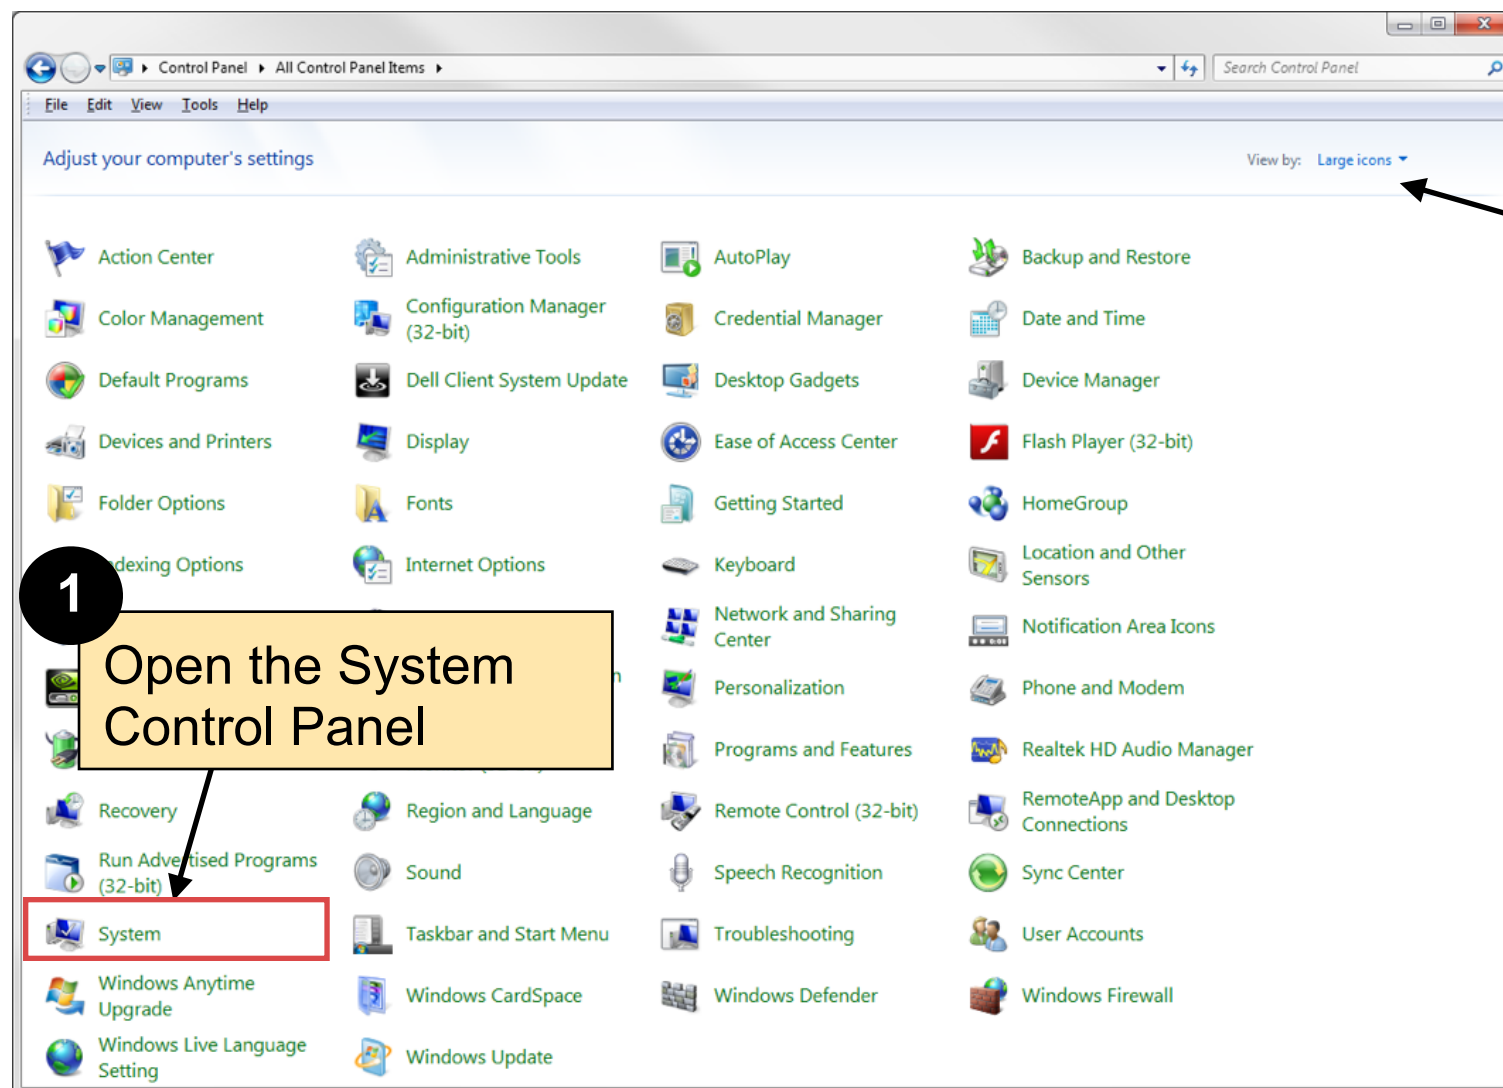 Control Panel All Control Panel Items
Search Control Panel
File Edit View Tools Help
Adjust your computer's settings
View by: Large icons
Action Center
Administrative Tools
AutoPlay
Backup and Restore
Color Management
Configuration Manager
(32-bit)
Credential Manager
Date and Time
Default Programs
Dell Client System Update
Desktop Gadgets
Device Manager
Devices and Printers
Display
Ease of Access Center
Flash Player (32-bit)
Folder Options
Fonts
Getting Started
HomeGroup
Options
Internet Options
Keyboard
Location and Other
Sensors
1
Open the System
Control Panel
Network and Sharing
Center
Notification Area Icons
Personalization
Phone and Modem
Programs and Features
Realtek HD Audio Manager
Recovery
Region and Language
Remote Control (32-bit)
RemoteApp and Desktop
Connections
Run Advertised Programs
(32-bit)
Sound
Speech Recognition
Sync Center
System
Taskbar and Start Menu
Troubleshooting
User Accounts
Windows Anytime
Upgrade
Windows CardSpace
Windows Defender
Windows Firewall
Windows Live Language
Setting
Windows Update